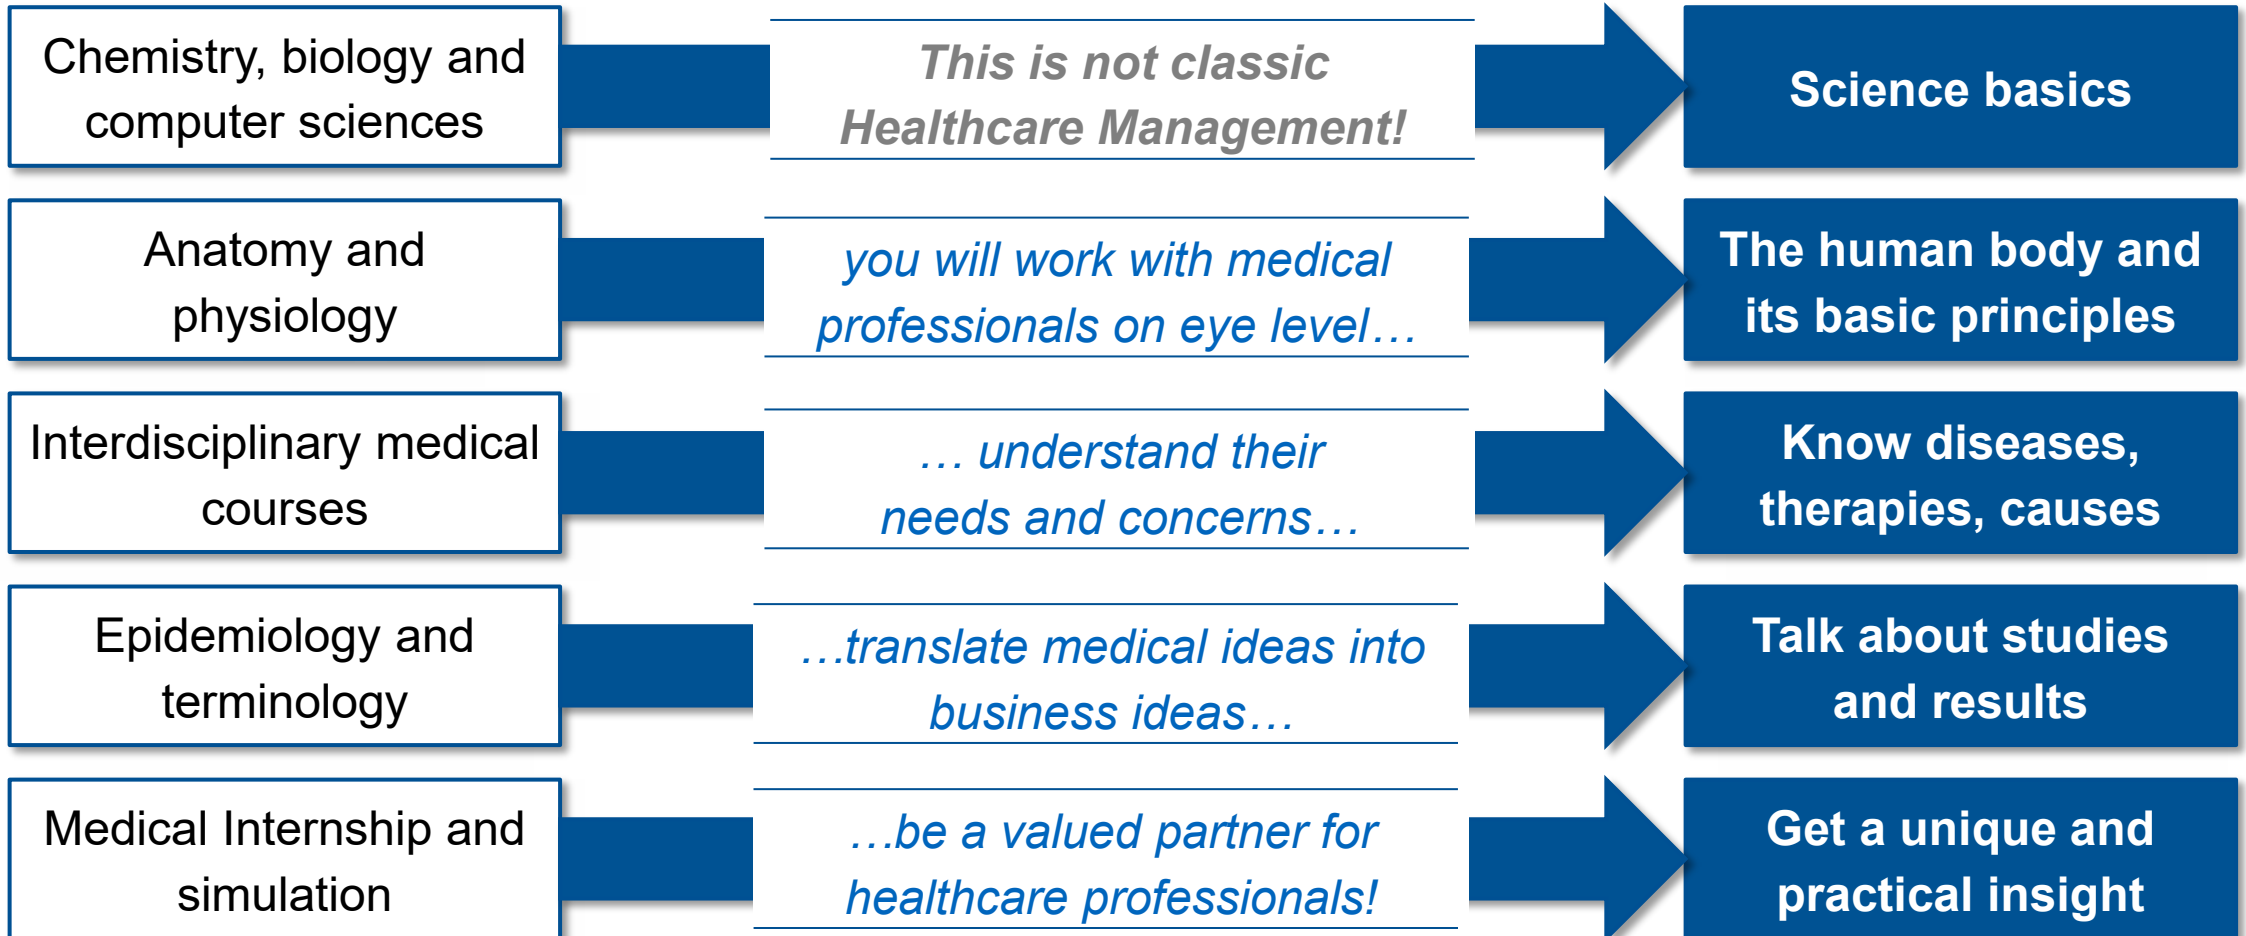 Chemistry, biology and
computer sciences
This is not classic
Healthcare Management!
Science basics
Anatomy and
physiology
you will work with medical
professionals on eye level…
The human body and
its basic principles
Interdisciplinary medical
courses
… understand their
needs and concerns…
Know diseases,
therapies, causes
Epidemiology and
terminology
…translate medical ideas into
business ideas…
Talk about studies
and results
Medical Internship and
simulation
…be a valued partner for
healthcare professionals!
Get a unique and
practical insight